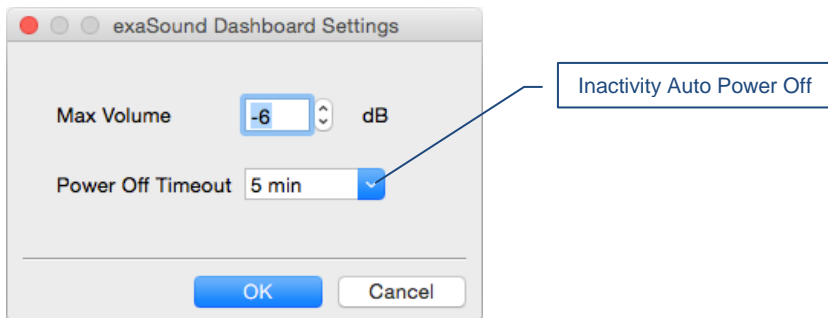 exaSound Dashboard Settings
Inactivity Auto Power Off
Max Volume -6 dB
Power Off Timeout 5 min
OK Cancel